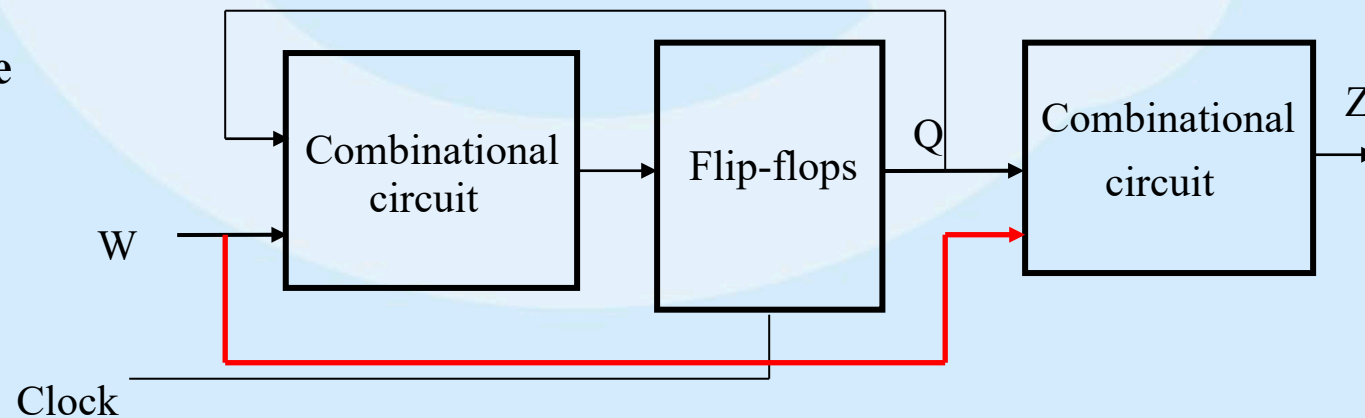 e
Combinational
circuit
Flip-flops
Q
Combinational
circuit
Z
W
Clock